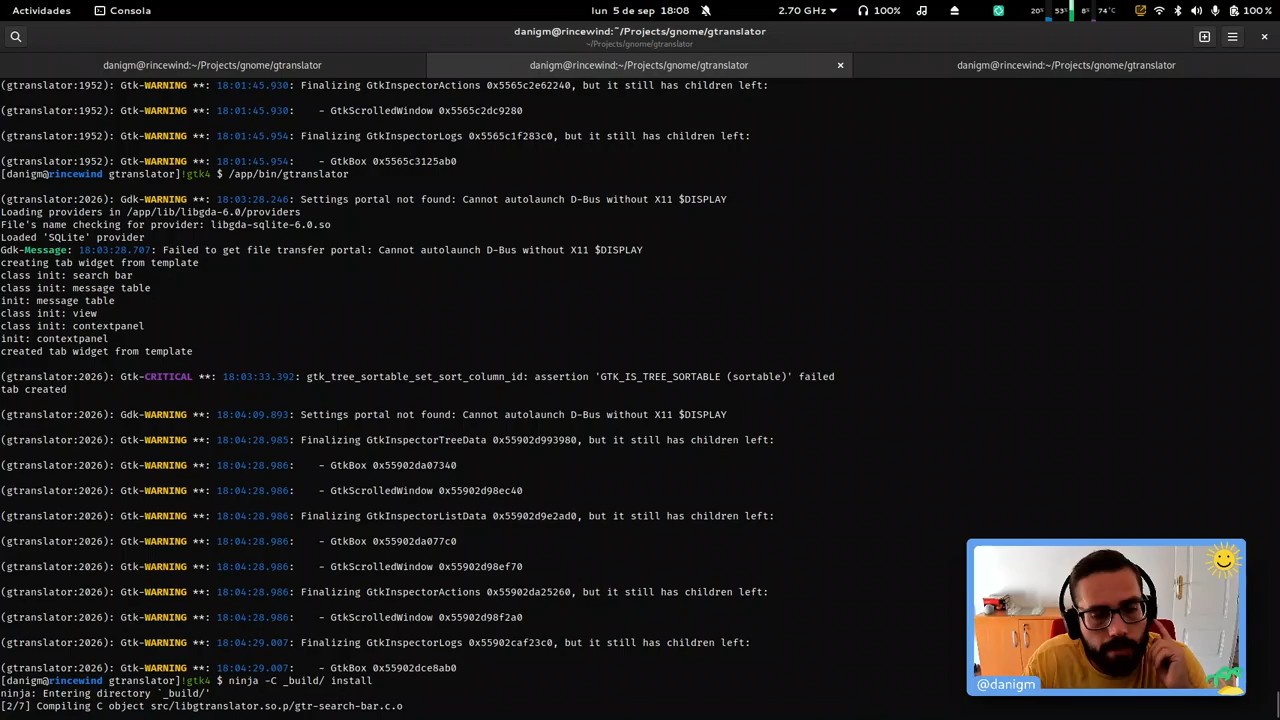 Actividades
Consola
lun 5 de sep 18:08
2.70 GHz
100%
20%
53%
8%
74°C
100 %
danigm@rincewind:~/Projects/gnome/gtranslator
~/Projects/gnome/gtranslator
danigm@rincewind:~/Projects/gnome/gtranslator
danigm@rincewind:~/Projects/gnome/gtranslator
danigm@rincewind:~/Projects/gnome/gtranslator
(gtranslator:1952): Gtk-WARNING **: 18:01:45.930: Finalizing GtkInspectorActions 0x5565c2e62240, but it still has children left:
(gtranslator:1952): Gtk-WARNING **: 18:01:45.930:    - GtkScrolledWindow 0x5565c2dc9280
(gtranslator:1952): Gtk-WARNING **: 18:01:45.954: Finalizing GtkInspectorLogs 0x5565c1f283c0, but it still has children left:
(gtranslator:1952): Gtk-WARNING **: 18:01:45.954:    - GtkBox 0x5565c3125ab0
[danigm@rincewind gtranslator]!gtk4 $ /app/bin/gtranslator
(gtranslator:2026): Gdk-WARNING **: 18:03:28.246: Settings portal not found: Cannot autolaunch D-Bus without X11 $DISPLAY
Loading providers in /app/lib/libgda-6.0/providers
File's name checking for provider: libgda-sqlite-6.0.so
Loaded 'SQLite' provider
Gdk-Message: 18:03:28.707: Failed to get file transfer portal: Cannot autolaunch D-Bus without X11 $DISPLAY
creating tab widget from template
class init: search bar
class init: message table
init: message table
class init: view
class init: contextpanel
init: contextpanel
created tab widget from template
(gtranslator:2026): Gtk-CRITICAL **: 18:03:33.392: gtk_tree_sortable_set_sort_column_id: assertion 'GTK_IS_TREE_SORTABLE (sortable)' failed
tab created
(gtranslator:2026): Gdk-WARNING **: 18:04:09.893: Settings portal not found: Cannot autolaunch D-Bus without X11 $DISPLAY
(gtranslator:2026): Gtk-WARNING **: 18:04:28.985: Finalizing GtkInspectorTreeData 0x55902d993980, but it still has children left:
(gtranslator:2026): Gtk-WARNING **: 18:04:28.986:    - GtkBox 0x55902da07340
(gtranslator:2026): Gtk-WARNING **: 18:04:28.986:    - GtkScrolledWindow 0x55902d98ec40
(gtranslator:2026): Gtk-WARNING **: 18:04:28.986: Finalizing GtkInspectorListData 0x55902d9e2ad0, but it still has children left:
(gtranslator:2026): Gtk-WARNING **: 18:04:28.986:    - GtkBox 0x55902da077c0
(gtranslator:2026): Gtk-WARNING **: 18:04:28.986:    - GtkScrolledWindow 0x55902d98ef70
(gtranslator:2026): Gtk-WARNING **: 18:04:28.986: Finalizing GtkInspectorActions 0x55902da25260, but it still has children left:
(gtranslator:2026): Gtk-WARNING **: 18:04:28.986:    - GtkScrolledWindow 0x55902d98f2a0
(gtranslator:2026): Gtk-WARNING **: 18:04:29.007: Finalizing GtkInspectorLogs 0x55902caf23c0, but it still has children left:
(gtranslator:2026): Gtk-WARNING **: 18:04:29.007:    - GtkBox 0x55902dce8ab0
[danigm@rincewind gtranslator]!gtk4 $ ninja -C _build/ install
ninja: Entering directory `_build/'
[2/7] Compiling C object src/libgtranslator.so.p/gtr-search-bar.c.o
@danigm